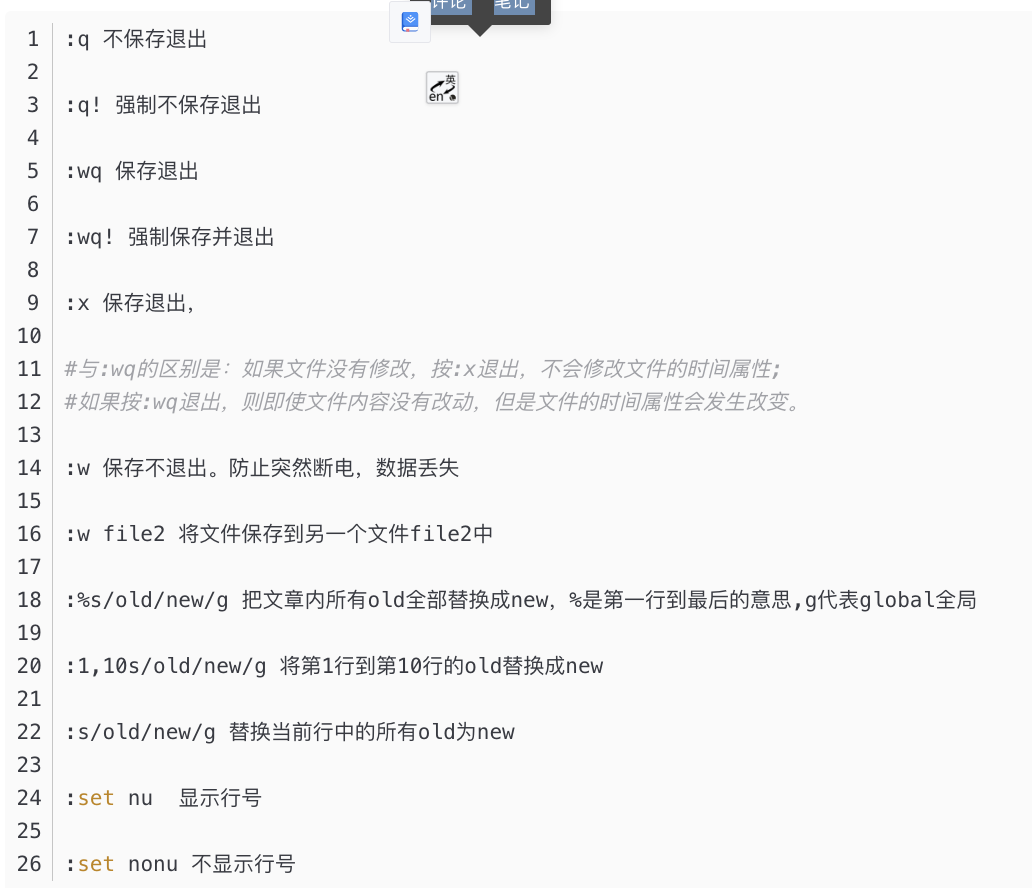 评论 笔记
英
en
1 :q 不保存退出
2
3 :q! 强制不保存退出
4
5 :wq 保存退出
6
7 :wq! 强制保存并退出
8
9 :x 保存退出，
10
11 #与:wq的区别是：如果文件没有修改，按:x退出，不会修改文件的时间属性;
12 #如果按:wq退出，则即使文件内容没有改动，但是文件的时间属性会发生改变。
13
14 :w 保存不退出。防止突然断电，数据丢失
15
16 :w file2 将文件保存到另一个文件file2中
17
18 :%s/old/new/g 把文章内所有old全部替换成new，%是第一行到最后的意思,g代表global全局
19
20 :1,10s/old/new/g 将第1行到第10行的old替换成new
21
22 :s/old/new/g 替换当前行中的所有old为new
23
24 :set nu  显示行号
25
26 :set nonu 不显示行号